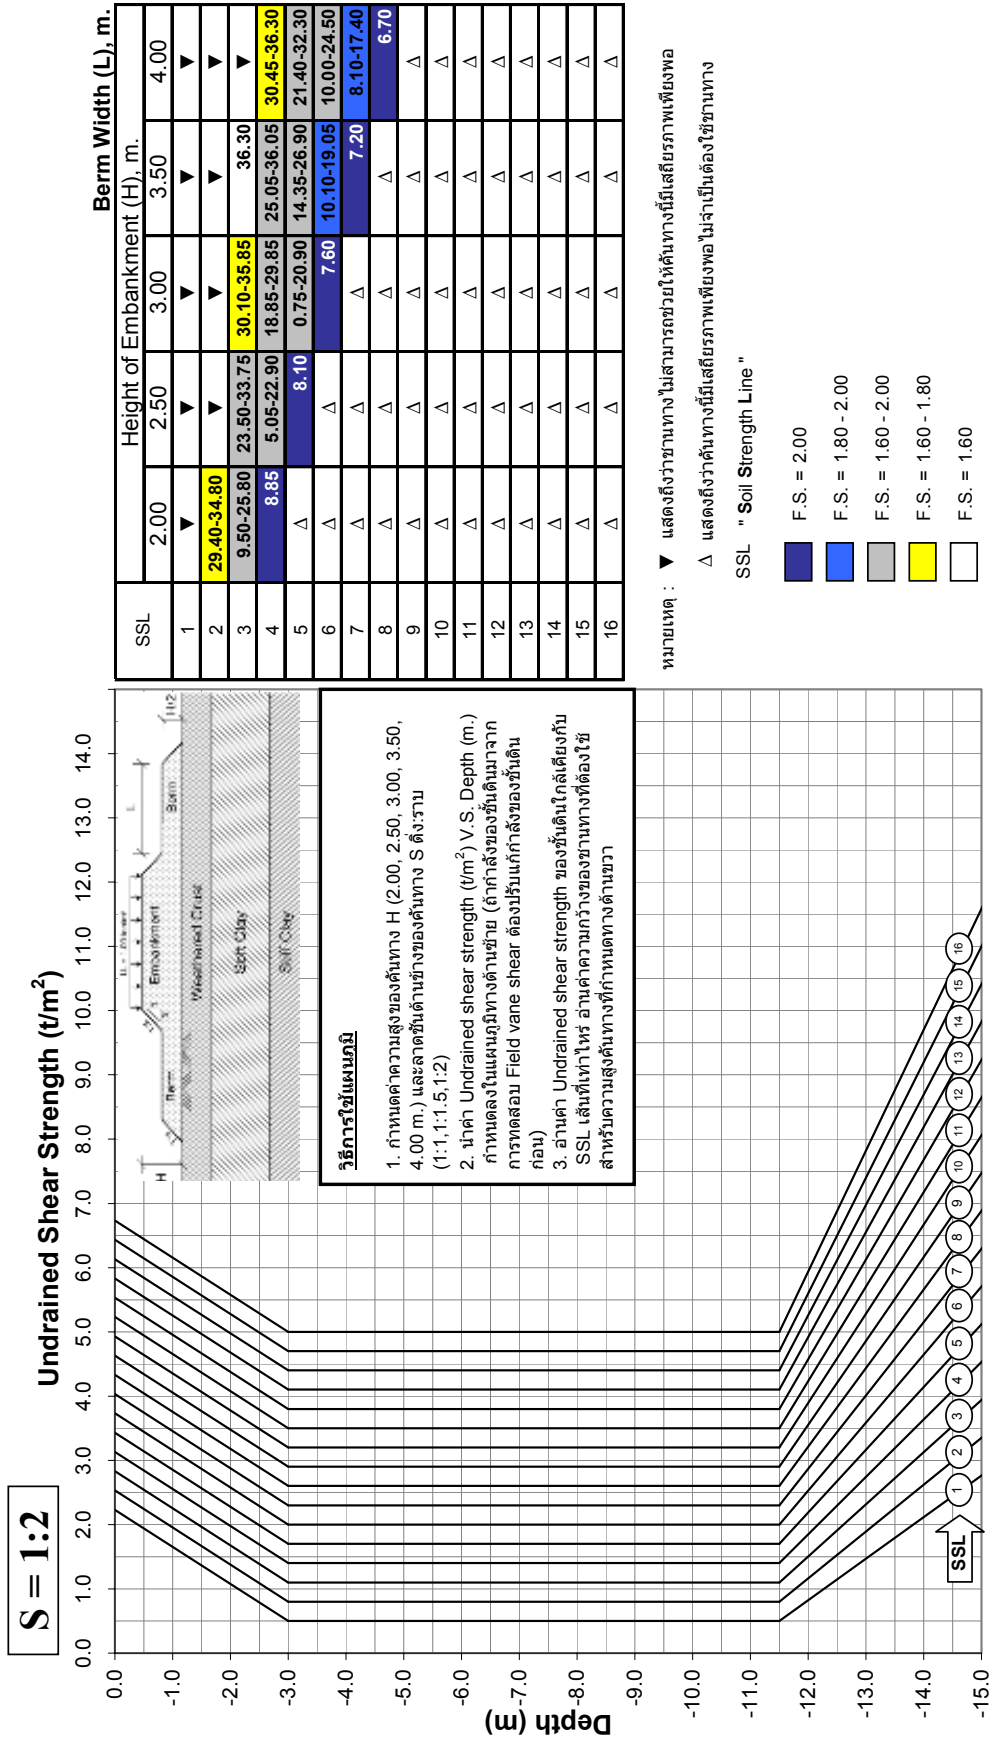 S = 1:2
Undrained Shear Strength (t/m²)
0.0 1.0 2.0 3.0 4.0 5.0 6.0 7.0 8.0 9.0 10.0 11.0 12.0 13.0 14.0
Depth (m)
0.0
-1.0
-2.0
-3.0
-4.0
-5.0
-6.0
-7.0
-8.0
-9.0
-10.0
-11.0
-12.0
-13.0
-14.0
-15.0
SSL
1 2 3 4 5 6 7 8 9 10 11 12 13 14 15 16
H
Berm
Embankment
L
Berm
H/2
Weathered Crust
Soft Clay
Stiff Clay
วิธีการใช้แผนภูมิ
1. กำหนดค่าความสูงของคันทาง H (2.00, 2.50, 3.00, 3.50,
4.00 m.) และลาดชันด้านข้างของคันทาง S ดิ่ง:ราบ
(1:1,1:1.5,1:2)
2. นำค่า Undrained shear strength (t/m²) V.S. Depth (m.)
กำหนดลงในแผนภูมิทางด้านซ้าย (ถ้ากำลังของชั้นดินมาจาก
การทดสอบ Field vane shear ต้องปรับแก้กำลังของชั้นดิน
ก่อน)
3. อ่านค่า Undrained shear strength ของชั้นดินใกล้เคียงกับ
SSL เส้นที่เท่าไหร่ อ่านค่าความกว้างของชานทางที่ต้องใช้
สำหรับความสูงคันทางที่กำหนดทางด้านขวา
Berm Width (L), m.
SSL Height of Embankment (H), m.
2.00 2.50 3.00 3.50 4.00
1 ▼ ▼ ▼ ▼ ▼
2 29.40-34.80 ▼ ▼ ▼ ▼
3 9.50-25.80 23.50-33.75 30.10-35.85 36.30 ▼
4 8.85 5.05-22.90 18.85-29.85 25.05-36.05 30.45-36.30
5 △ 8.10 0.75-20.90 14.35-26.90 21.40-32.30
6 △ △ 7.60 10.10-19.05 10.00-24.50
7 △ △ △ 7.20 8.10-17.40
8 △ △ △ △ 6.70
9 △ △ △ △ △
10 △ △ △ △ △
11 △ △ △ △ △
12 △ △ △ △ △
13 △ △ △ △ △
14 △ △ △ △ △
15 △ △ △ △ △
16 △ △ △ △ △
หมายเหตุ : ▼ แสดงถึงว่าชานทางไม่สามารถช่วยให้คันทางนี้มีเสถียรภาพเพียงพอ
△ แสดงถึงว่าคันทางนี้มีเสถียรภาพเพียงพอไม่จำเป็นต้องใช้ชานทาง
SSL " Soil Strength Line "
F.S. = 2.00
F.S. = 1.80 - 2.00
F.S. = 1.60 - 2.00
F.S. = 1.60 - 1.80
F.S. = 1.60